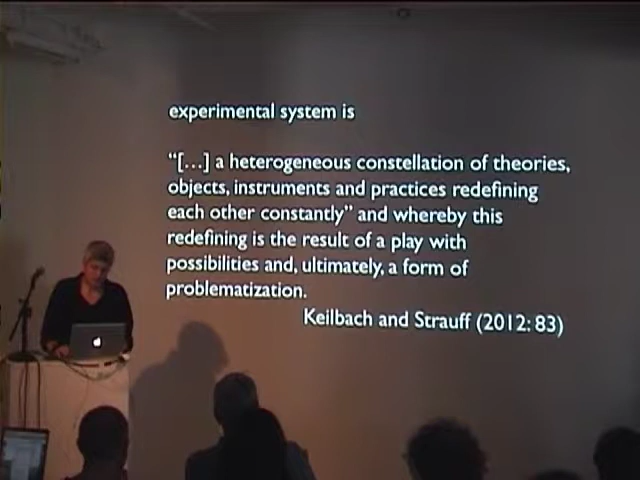 experimental system is
“[...] a heterogeneous constellation of theories,
objects, instruments and practices redefining
each other constantly” and whereby this
redefining is the result of a play with
possibilities and, ultimately, a form of
problematization.
Keilbach and Strauff (2012: 83)